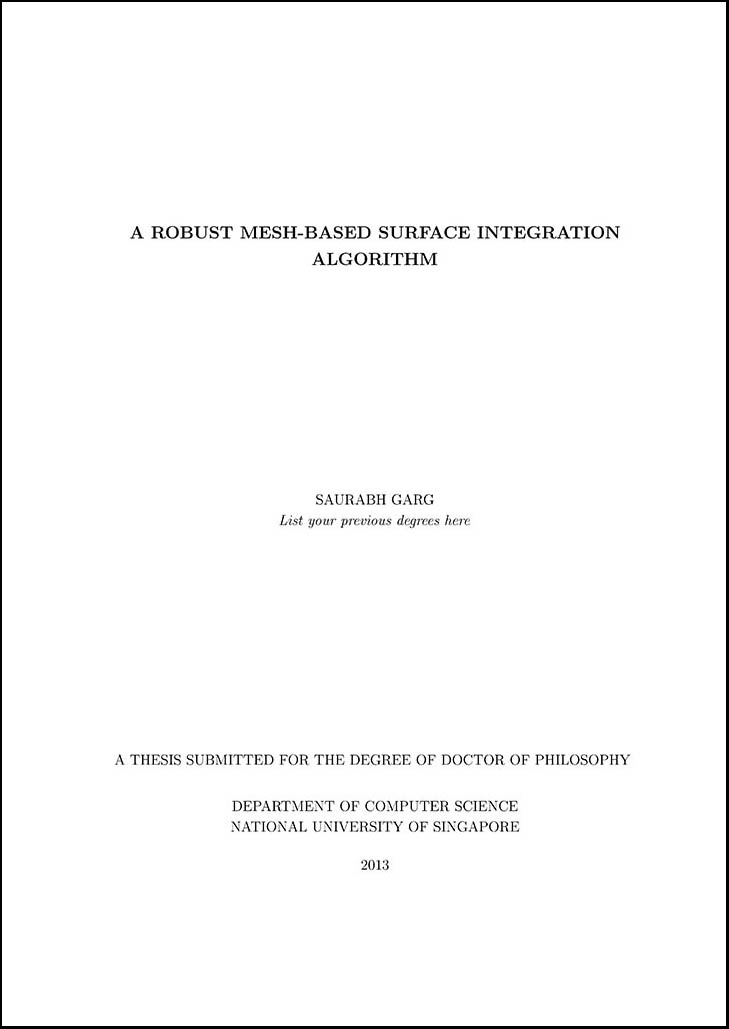 A ROBUST MESH-BASED SURFACE INTEGRATION
ALGORITHM
SAURABH GARG
List your previous degrees here
A THESIS SUBMITTED FOR THE DEGREE OF DOCTOR OF PHILOSOPHY
DEPARTMENT OF COMPUTER SCIENCE
NATIONAL UNIVERSITY OF SINGAPORE
2013